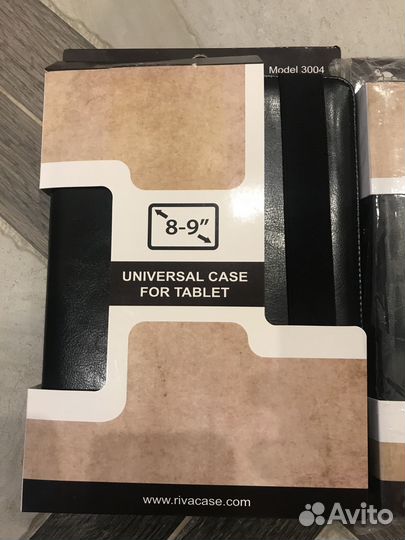 Model 3004
8-9"
UNIVERSAL CASE
FOR TABLET
www.rivacase.com
Avito